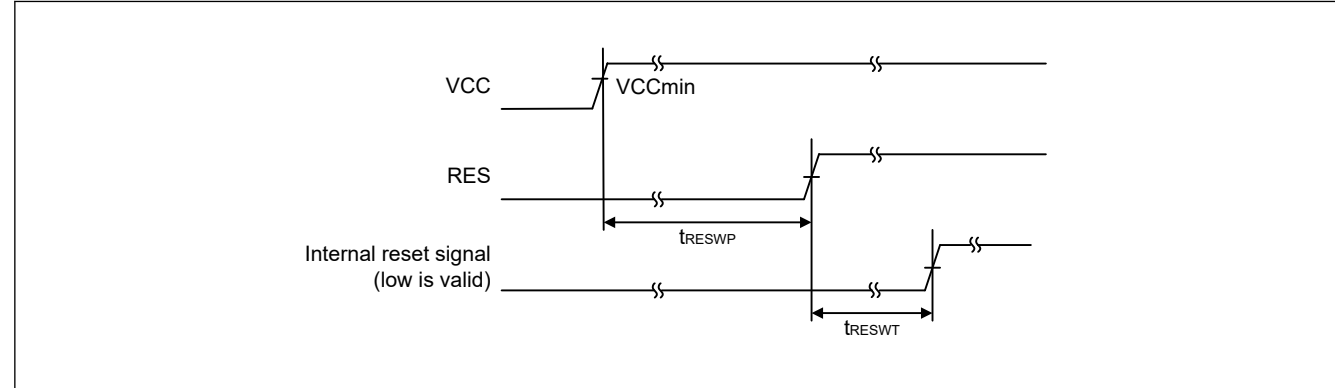 VCC
VCCmin
RES
tRESWP
Internal reset signal
(low is valid)
tRESWT